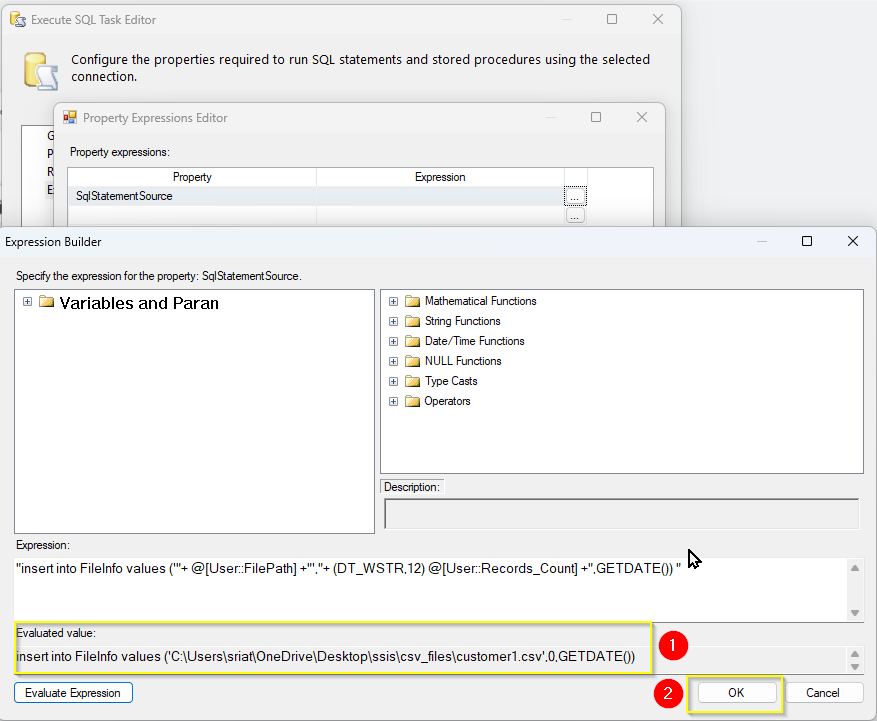 Execute SQL Task Editor
Configure the properties required to run SQL statements and stored procedures using the selected
connection.
Property Expressions Editor
G
P
R
E
Property expressions:
Property Expression
SqlStatementSource ...
...
Expression Builder
Specify the expression for the property: SqlStatementSource.
Variables and Paran
Mathematical Functions
String Functions
Date/Time Functions
NULL Functions
Type Casts
Operators
Description:
Expression:
"insert into FileInfo values ('"+ @[User::FilePath] +"',"+ (DT_WSTR,12) @[User::Records_Count] +",GETDATE()) "
Evaluated value:
insert into FileInfo values ('C:\Users\sriat\OneDrive\Desktop\ssis\csv_files\customer1.csv',0,GETDATE())
1
Evaluate Expression
2
OK
Cancel